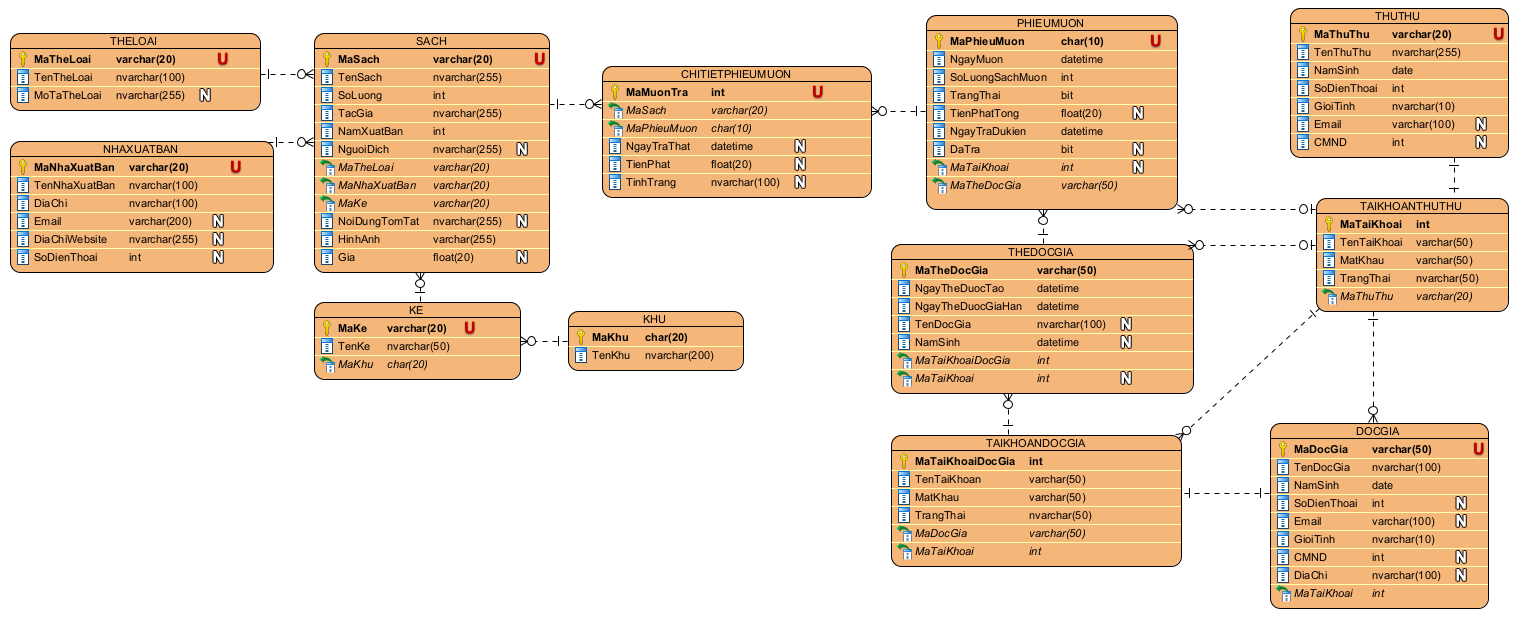 THELOAI
MaTheLoai varchar(20) U
TenTheLoai nvarchar(100)
MoTaTheLoai nvarchar(255) N
NHAXUATBAN
MaNhaXuatBan varchar(20) U
TenNhaXuatBan nvarchar(100)
DiaChi nvarchar(100)
Email varchar(200) N
DiaChiWebsite nvarchar(255) N
SoDienThoai int N
SACH
MaSach varchar(20) U
TenSach nvarchar(255)
SoLuong int
TacGia nvarchar(255)
NamXuatBan int
NguoiDich nvarchar(255) N
MaTheLoai varchar(20)
MaNhaXuatBan varchar(20)
MaKe varchar(20)
NoiDungTomTat nvarchar(255) N
HinhAnh varchar(255)
Gia float(20) N
KE
MaKe varchar(20) U
TenKe nvarchar(50)
MaKhu char(20)
KHU
MaKhu char(20)
TenKhu nvarchar(200)
CHITIETPHIEUMUON
MaMuonTra int U
MaSach varchar(20)
MaPhieuMuon char(10)
NgayTraThat datetime N
TienPhat float(20) N
TinhTrang nvarchar(100) N
PHIEUMUON
MaPhieuMuon char(10) U
NgayMuon datetime
SoLuongSachMuon int
TrangThai bit
TienPhatTong float(20) N
NgayTraDukien datetime
DaTra bit N
MaTaiKhoai int N
MaTheDocGia varchar(50)
THEDOCGIA
MaTheDocGia varchar(50)
NgayTheDuocTao datetime
NgayTheDuocGiaHan datetime
TenDocGia nvarchar(100) N
NamSinh datetime N
MaTaiKhoaiDocGia int
MaTaiKhoai int N
TAIKHOANDOCGIA
MaTaiKhoaiDocGia int
TenTaiKhoan varchar(50)
MatKhau varchar(50)
TrangThai nvarchar(50)
MaDocGia varchar(50)
MaTaiKhoai int
THUTHU
MaThuThu varchar(20) U
TenThuThu nvarchar(255)
NamSinh date
SoDienThoai int
GioiTinh nvarchar(10)
Email varchar(100) N
CMND int N
TAIKHOANTHUTHU
MaTaiKhoai int
TenTaiKhoai varchar(50)
MatKhau varchar(50)
TrangThai nvarchar(50)
MaThuThu varchar(20)
DOCGIA
MaDocGia varchar(50) U
TenDocGia nvarchar(100)
NamSinh date
SoDienThoai int N
Email varchar(100) N
GioiTinh nvarchar(10)
CMND int N
DiaChi nvarchar(100) N
MaTaiKhoai int